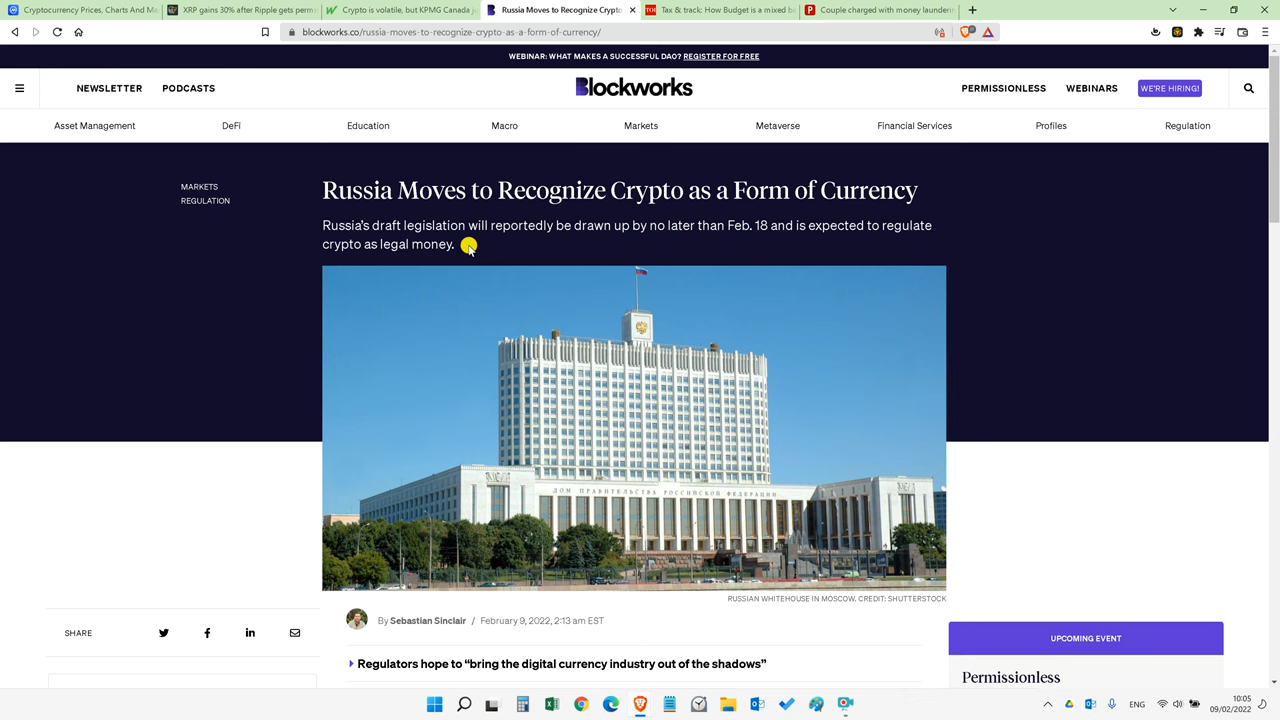 Cryptocurrency Prices, Charts And Ma
XRP gains 30% after Ripple gets perm
Crypto is volatile, but KPMG Canada ju
Russia Moves to Recognize Crypto
Tax & track: How Budget is a mixed b
Couple charged with money launderin
blockworks.co/russia-moves-to-recognize-crypto-as-a-form-of-currency/
WEBINAR: WHAT MAKES A SUCCESSFUL DAO? REGISTER FOR FREE
NEWSLETTER
PODCASTS
Blockworks
PERMISSIONLESS
WEBINARS
WE'RE HIRING!
Asset Management
DeFi
Education
Macro
Markets
Metaverse
Financial Services
Profiles
Regulation
MARKETS
REGULATION
Russia Moves to Recognize Crypto as a Form of Currency
Russia's draft legislation will reportedly be drawn up by no later than Feb. 18 and is expected to regulate
crypto as legal money.
ДОМ ПРАВИТЕЛЬСТВА РОССИЙСКОЙ ФЕДЕРАЦИИ
RUSSIAN WHITEHOUSE IN MOSCOW. CREDIT: SHUTTERSTOCK
By Sebastian Sinclair / February 9, 2022, 2:13 am EST
SHARE
Regulators hope to “bring the digital currency industry out of the shadows”
UPCOMING EVENT
Permissionless
ENG
10:05
09/02/2022